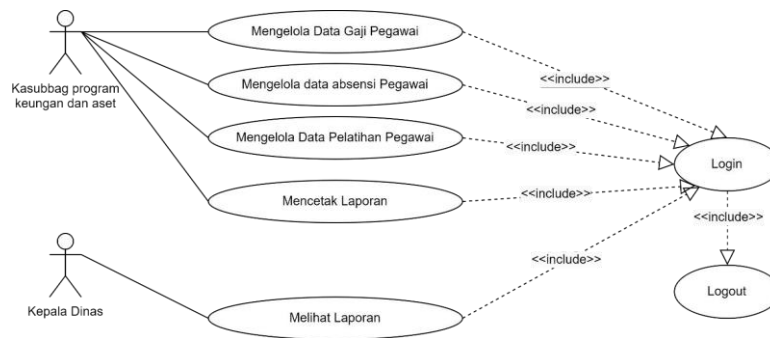 Mengelola Data Gaji Pegawai
<<include>>
Kasubbag program
keungan dan aset
Mengelola data absensi Pegawai
<<include>>
Mengelola Data Pelatihan Pegawai
<<include>>
Login
Mencetak Laporan
<<include>>
<<include>>
<<include>>
Kepala Dinas
Melihat Laporan
Logout